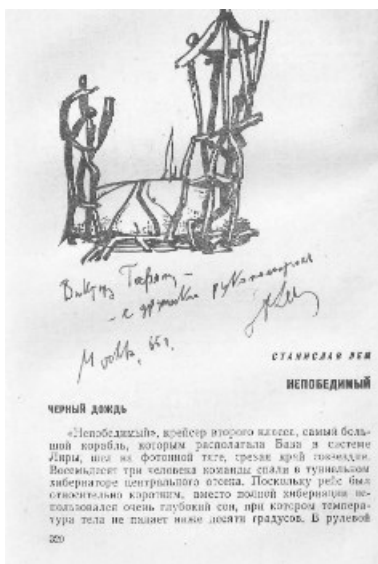 Виктору
- с дружеским рукопожатием
Москва, 65 г.
СТАНИСЛАВ ЛЕМ
НЕПОБЕДИМЫЙ
ЧЕРНЫЙ ДОЖДЬ
«Непобедимый», крейсер второго класса, самый боль-
шой корабль, которым располагала База в системе
Лиры, шел на фотонной тяге, срезая край созвездия.
Восемьдесят три человека команды спали в туннельном
гибернаторе центрального отсека. Поскольку рейс был
относительно коротким, вместо полной гибернации ис-
пользовался очень глубокий сон, при котором темпера-
тура тела не падает ниже десяти градусов. В рулевой
320